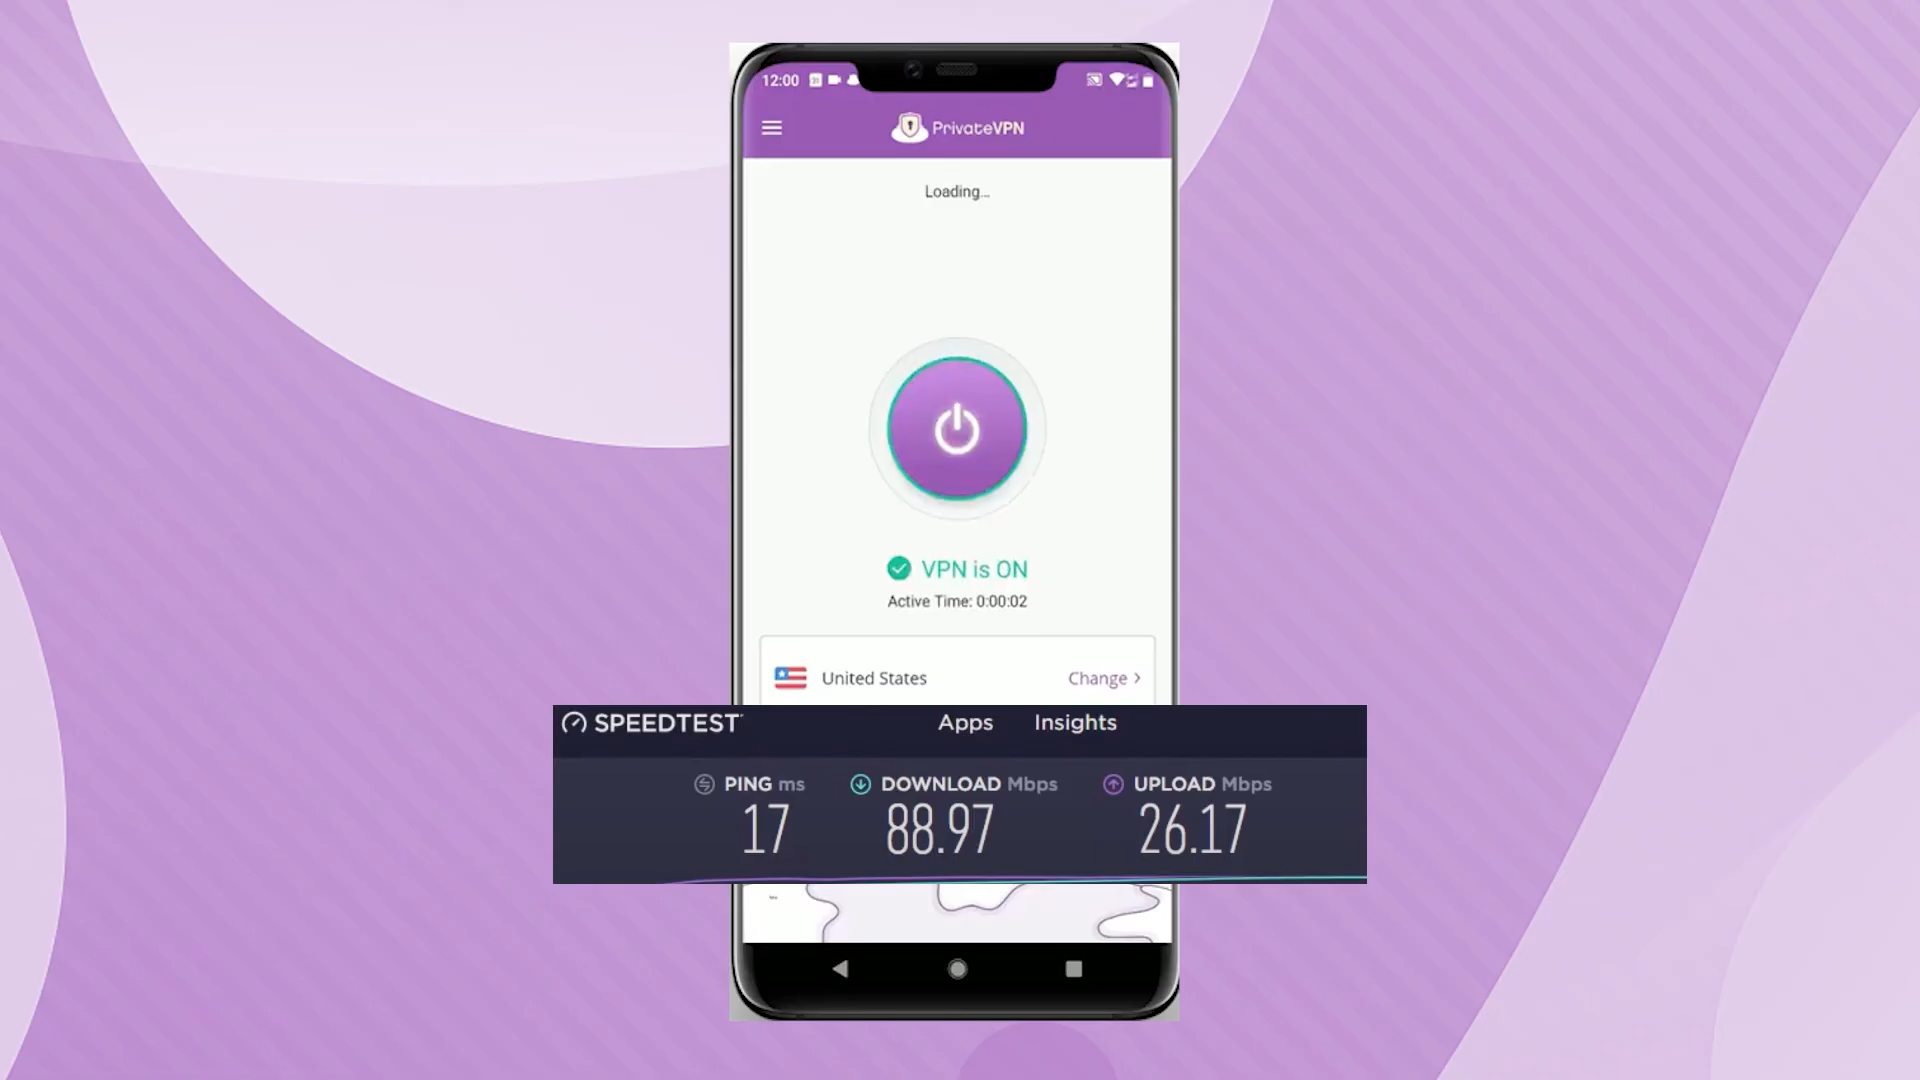 12:00
PrivateVPN
Loading...
VPN is ON
Active Time: 0:00:02
United States Change >
SPEEDTEST Apps Insights
PING ms DOWNLOAD Mbps UPLOAD Mbps
17 88.97 26.17